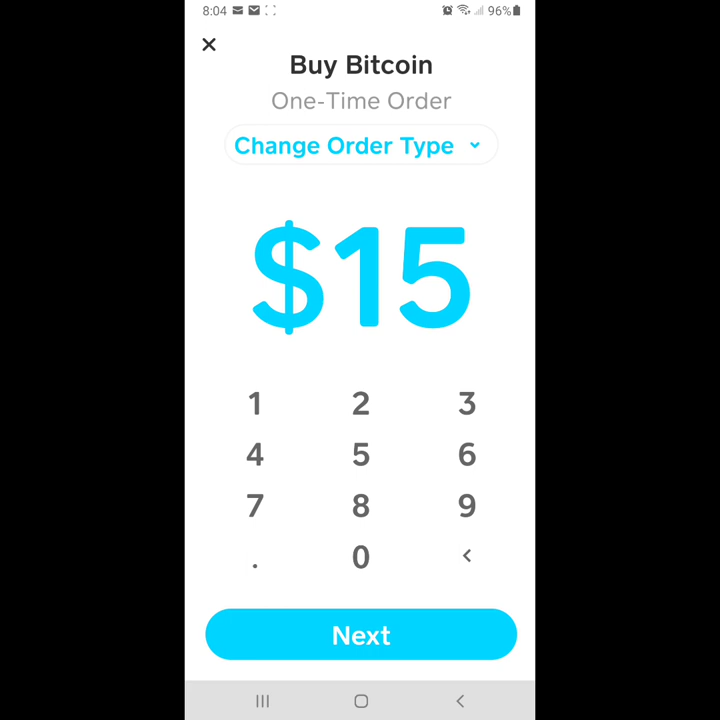 8:04 96%
Buy Bitcoin
One-Time Order
Change Order Type
$15
1 2 3
4 5 6
7 8 9
. 0 <
Next